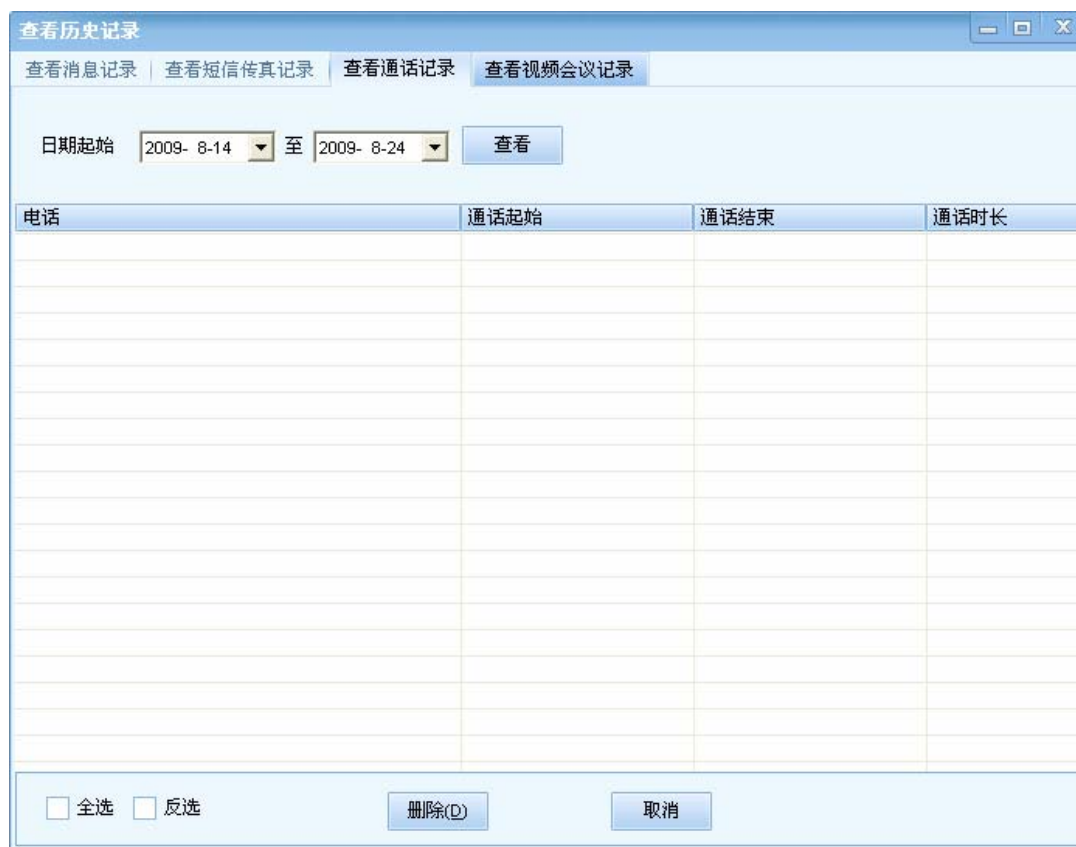 查看历史记录
查看消息记录 查看短信传真记录 查看通话记录 查看视频会议记录
日期起始 2009- 8-14 至 2009- 8-24 查看
电话 通话起始 通话结束 通话时长
全选 反选 删除(D) 取消